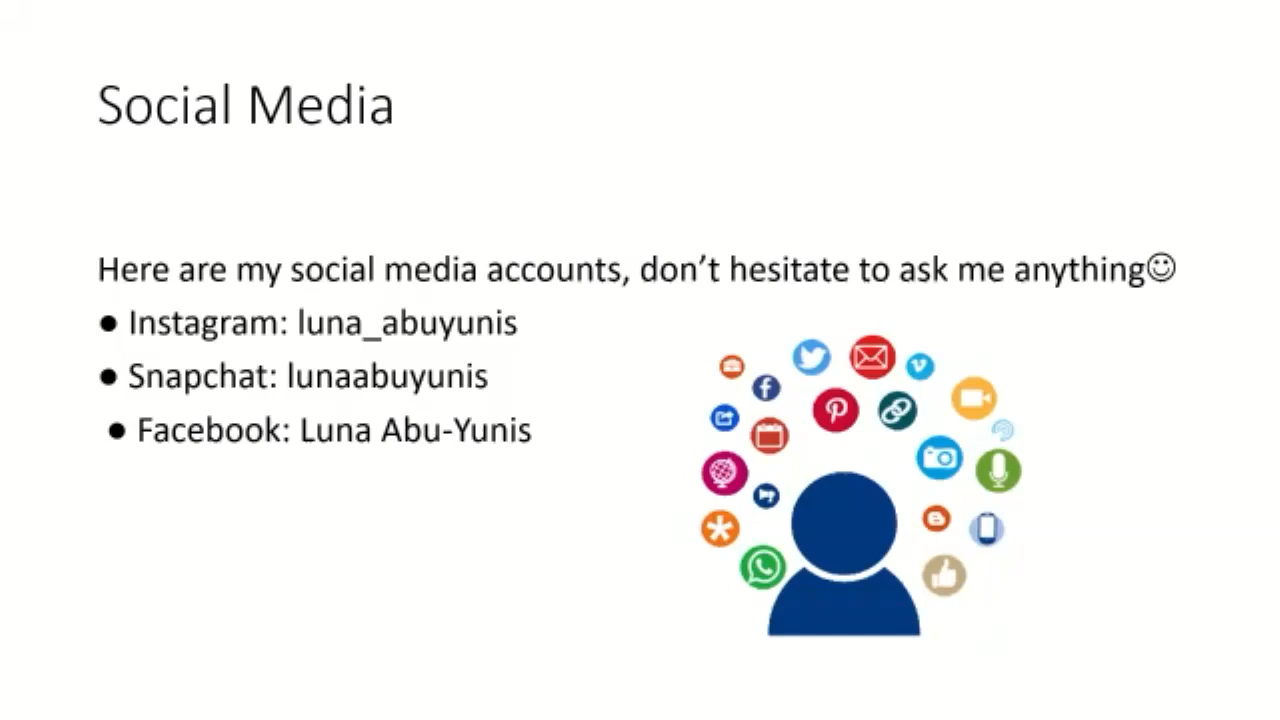 Social Media
Here are my social media accounts, don’t hesitate to ask me anything☺
● Instagram: luna_abuyunis
● Snapchat: lunaabuyunis
● Facebook: Luna Abu-Yunis